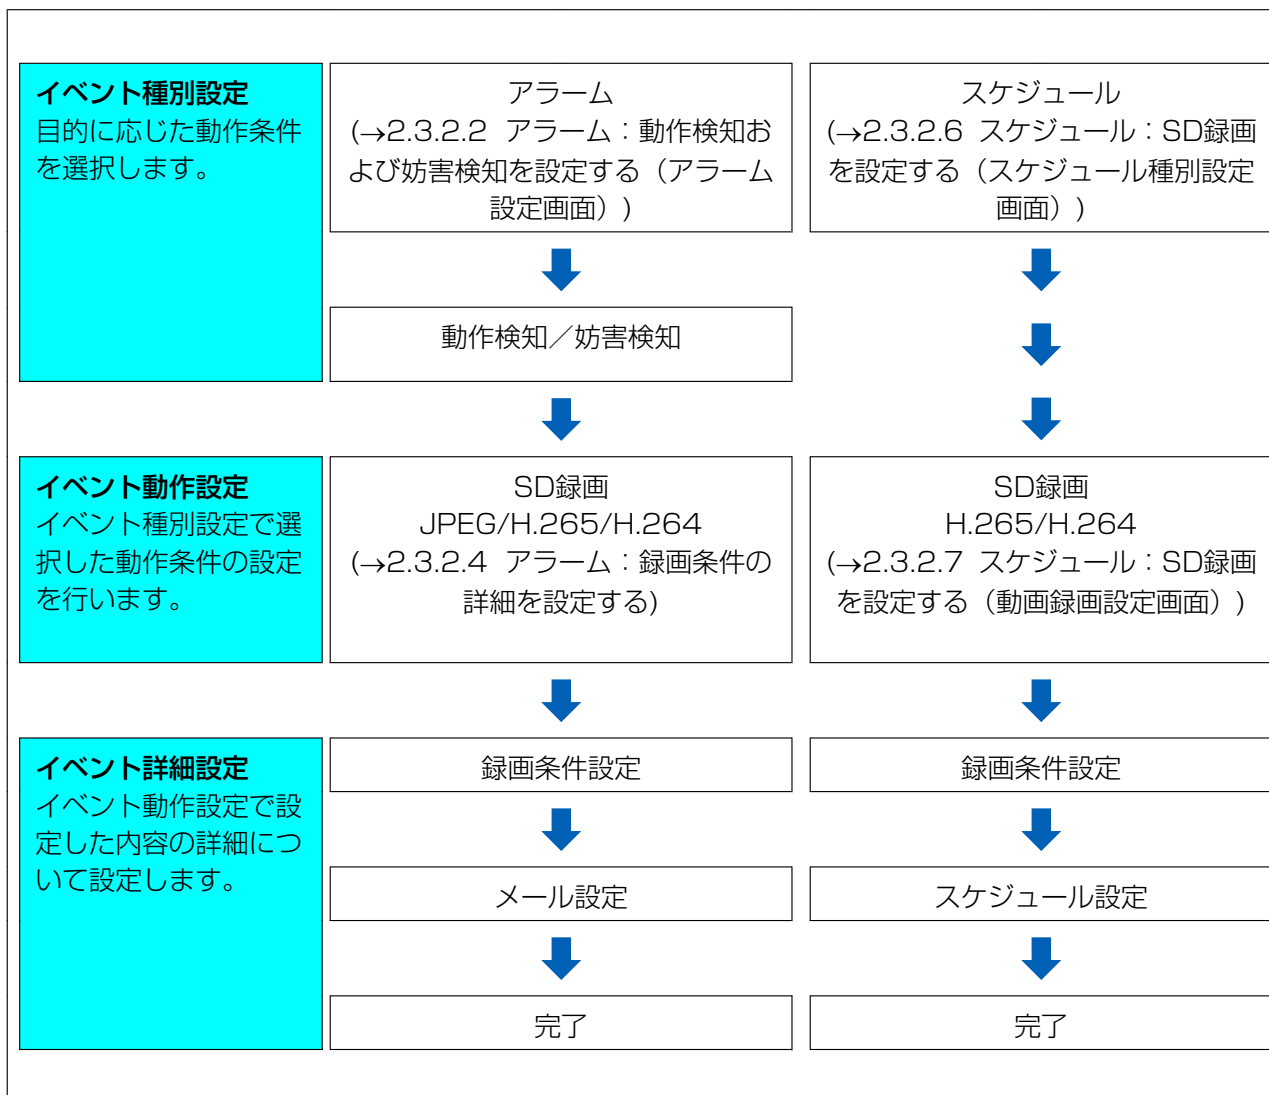 イベント種別設定
目的に応じた動作条件
を選択します。
アラーム
(→2.3.2.2 アラーム：動作検知お
よび妨害検知を設定する（アラーム
設定画面）)
スケジュール
(→2.3.2.6 スケジュール：SD録画
を設定する（スケジュール種別設定
画面）)
動作検知／妨害検知
イベント動作設定
イベント種別設定で選
択した動作条件の設定
を行います。
SD録画
JPEG/H.265/H.264
(→2.3.2.4 アラーム：録画条件の
詳細を設定する)
SD録画
H.265/H.264
(→2.3.2.7 スケジュール：SD録画
を設定する（動画録画設定画面）)
イベント詳細設定
イベント動作設定で設
定した内容の詳細につ
いて設定します。
録画条件設定
録画条件設定
メール設定
スケジュール設定
完了
完了